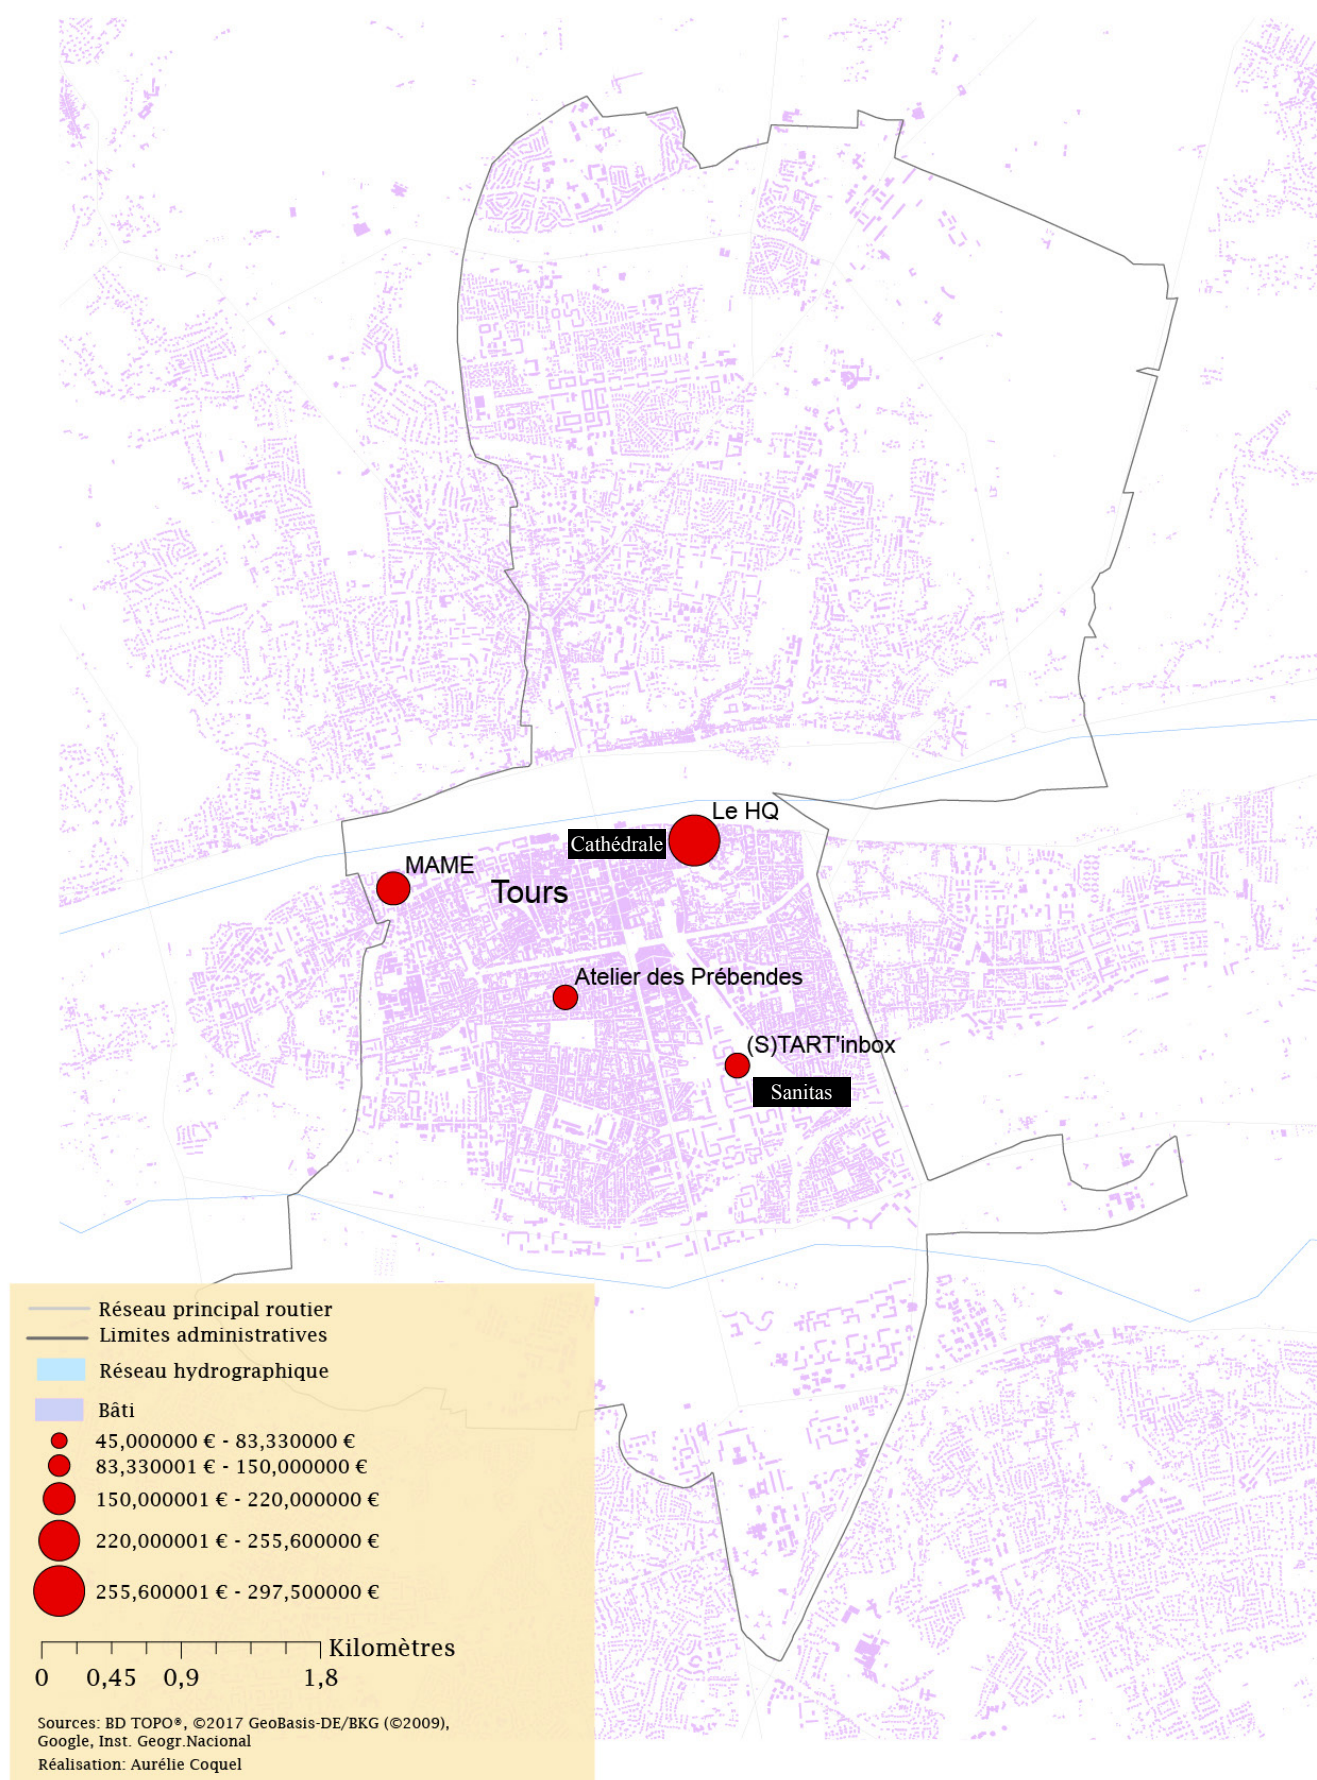 Le HQ
Cathédrale
MAME
Tours
Atelier des Prébendes
(S)TART'inbox
Sanitas
Réseau principal routier
Limites administratives
Réseau hydrographique
Bâti
45,000000 € - 83,330000 €
83,330001 € - 150,000000 €
150,000001 € - 220,000000 €
220,000001 € - 255,600000 €
255,600001 € - 297,500000 €
Kilomètres
0 0,45 0,9 1,8
Sources: BD TOPO®, ©2017 GeoBasis-DE/BKG (©2009),
Google, Inst. Geogr.Nacional
Réalisation: Aurélie Coquel